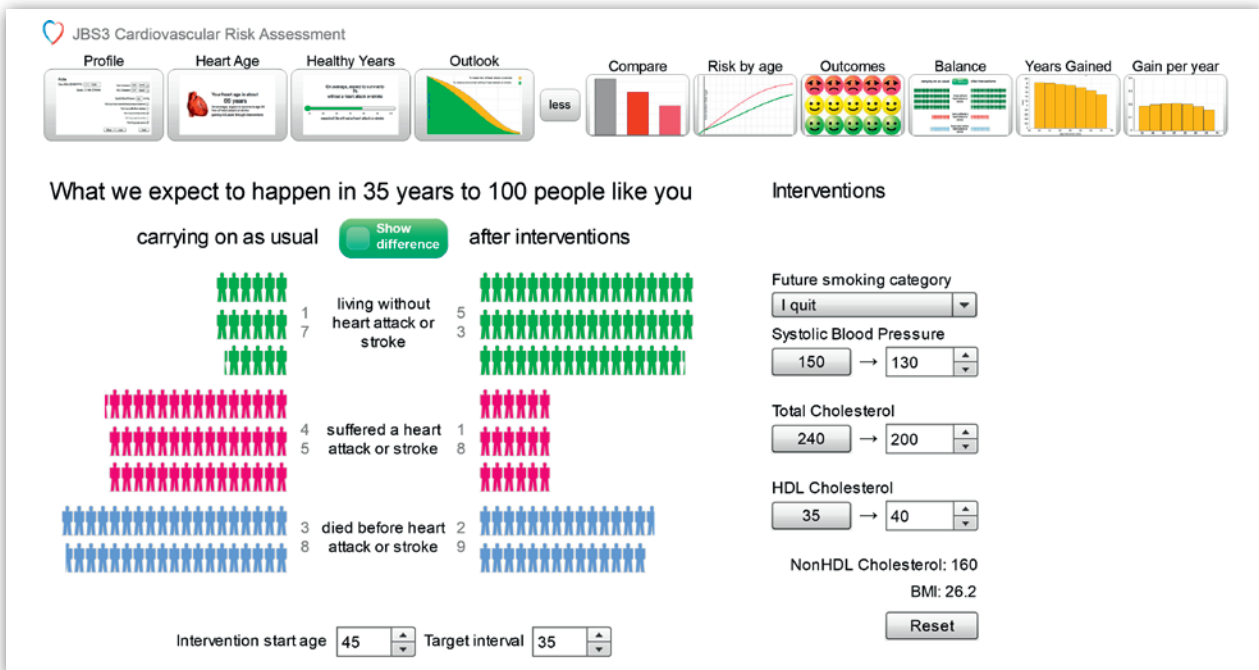 JBS3 Cardiovascular Risk Assessment
Profile Heart Age Healthy Years Outlook Compare Risk by age Outcomes Balance Years Gained Gain per year
Your heart age is about
less
What we expect to happen in 35 years to 100 people like you
carrying on as usual Show difference after interventions
1 living without 5
7 heart attack or 3
stroke
4 suffered a heart 1
5 attack or stroke 8
3 died before heart 2
8 attack or stroke 9
Intervention start age 45 Target interval 35
Interventions
Future smoking category
I quit
Systolic Blood Pressure
150 → 130
Total Cholesterol
240 → 200
HDL Cholesterol
35 → 40
NonHDL Cholesterol: 160
BMI: 26.2
Reset